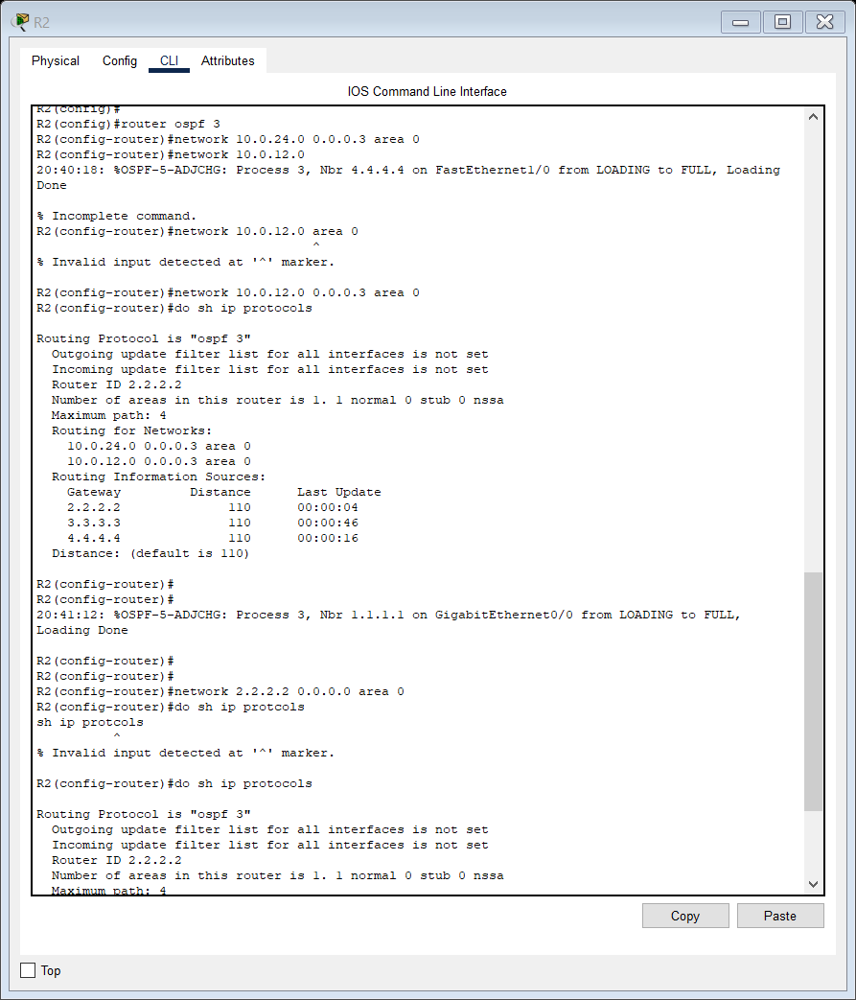 R2
Physical Config CLI Attributes
IOS Command Line Interface
R2(config)#
R2(config)#router ospf 3
R2(config-router)#network 10.0.24.0 0.0.0.3 area 0
R2(config-router)#network 10.0.12.0
20:40:18: %OSPF-5-ADJCHG: Process 3, Nbr 4.4.4.4 on FastEthernet1/0 from LOADING to FULL, Loading
Done
% Incomplete command.
R2(config-router)#network 10.0.12.0 area 0
^
% Invalid input detected at '^' marker.
R2(config-router)#network 10.0.12.0 0.0.0.3 area 0
R2(config-router)#do sh ip protocols
Routing Protocol is "ospf 3"
Outgoing update filter list for all interfaces is not set
Incoming update filter list for all interfaces is not set
Router ID 2.2.2.2
Number of areas in this router is 1. 1 normal 0 stub 0 nssa
Maximum path: 4
Routing for Networks:
10.0.24.0 0.0.0.3 area 0
10.0.12.0 0.0.0.3 area 0
Routing Information Sources:
Gateway Distance Last Update
2.2.2.2 110 00:00:04
3.3.3.3 110 00:00:46
4.4.4.4 110 00:00:16
Distance: (default is 110)
R2(config-router)#
R2(config-router)#
20:41:12: %OSPF-5-ADJCHG: Process 3, Nbr 1.1.1.1 on GigabitEthernet0/0 from LOADING to FULL,
Loading Done
R2(config-router)#
R2(config-router)#
R2(config-router)#network 2.2.2.2 0.0.0.0 area 0
R2(config-router)#do sh ip protcols
sh ip protcols
^
% Invalid input detected at '^' marker.
R2(config-router)#do sh ip protocols
Routing Protocol is "ospf 3"
Outgoing update filter list for all interfaces is not set
Incoming update filter list for all interfaces is not set
Router ID 2.2.2.2
Number of areas in this router is 1. 1 normal 0 stub 0 nssa
Maximum path: 4
Copy Paste
Top